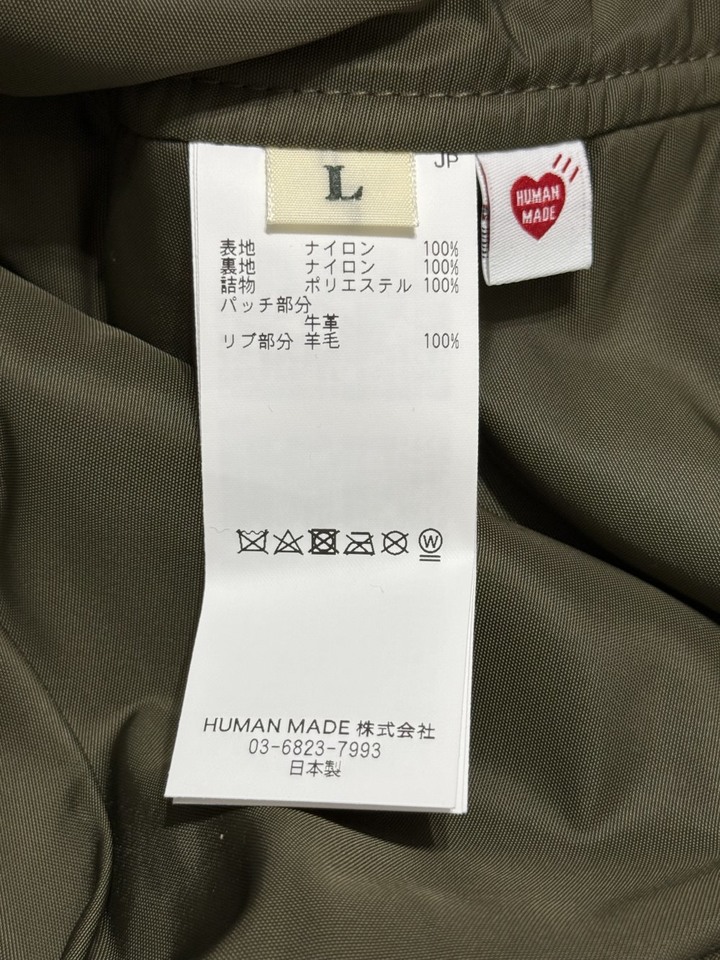 L
JP
HUMAN
MADE
表地 ナイロン 100%
裏地 ナイロン 100%
詰物 ポリエステル 100%
パッチ部分
牛革
リブ部分 羊毛 100%
W
HUMAN MADE 株式会社
03-6823-7993
日本製